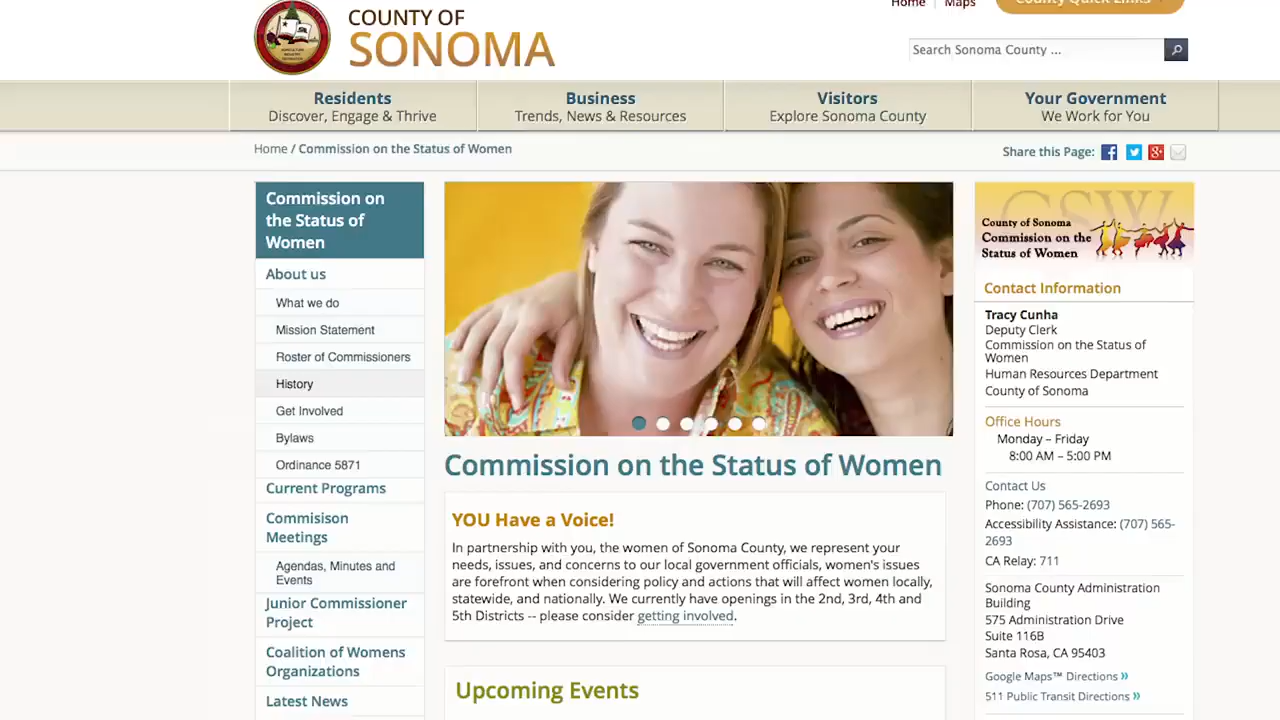 Home | Maps
County Quick Links
COUNTY OF
SONOMA
Search Sonoma County ...
Residents
Discover, Engage & Thrive
Business
Trends, News & Resources
Visitors
Explore Sonoma County
Your Government
We Work for You
Home / Commission on the Status of Women
Share this Page:
Commission on
the Status of
Women
About us
What we do
Mission Statement
Roster of Commissioners
History
Get Involved
Bylaws
Ordinance 5871
Current Programs
Commisison
Meetings
Agendas, Minutes and
Events
Junior Commissioner
Project
Coalition of Womens
Organizations
Latest News
Commission on the Status of Women
YOU Have a Voice!
In partnership with you, the women of Sonoma County, we represent your
needs, issues, and concerns to our local government officials, women's issues
are forefront when considering policy and actions that will affect women locally,
statewide, and nationally. We currently have openings in the 2nd, 3rd, 4th and
5th Districts -- please consider getting involved.
Upcoming Events
CSW
County of Sonoma
Commission on the
Status of Women
Contact Information
Tracy Cunha
Deputy Clerk
Commission on the Status of
Women
Human Resources Department
County of Sonoma
Office Hours
Monday – Friday
8:00 AM – 5:00 PM
Contact Us
Phone: (707) 565-2693
Accessibility Assistance: (707) 565-
2693
CA Relay: 711
Sonoma County Administration
Building
575 Administration Drive
Suite 116B
Santa Rosa, CA 95403
Google Maps™ Directions »
511 Public Transit Directions »